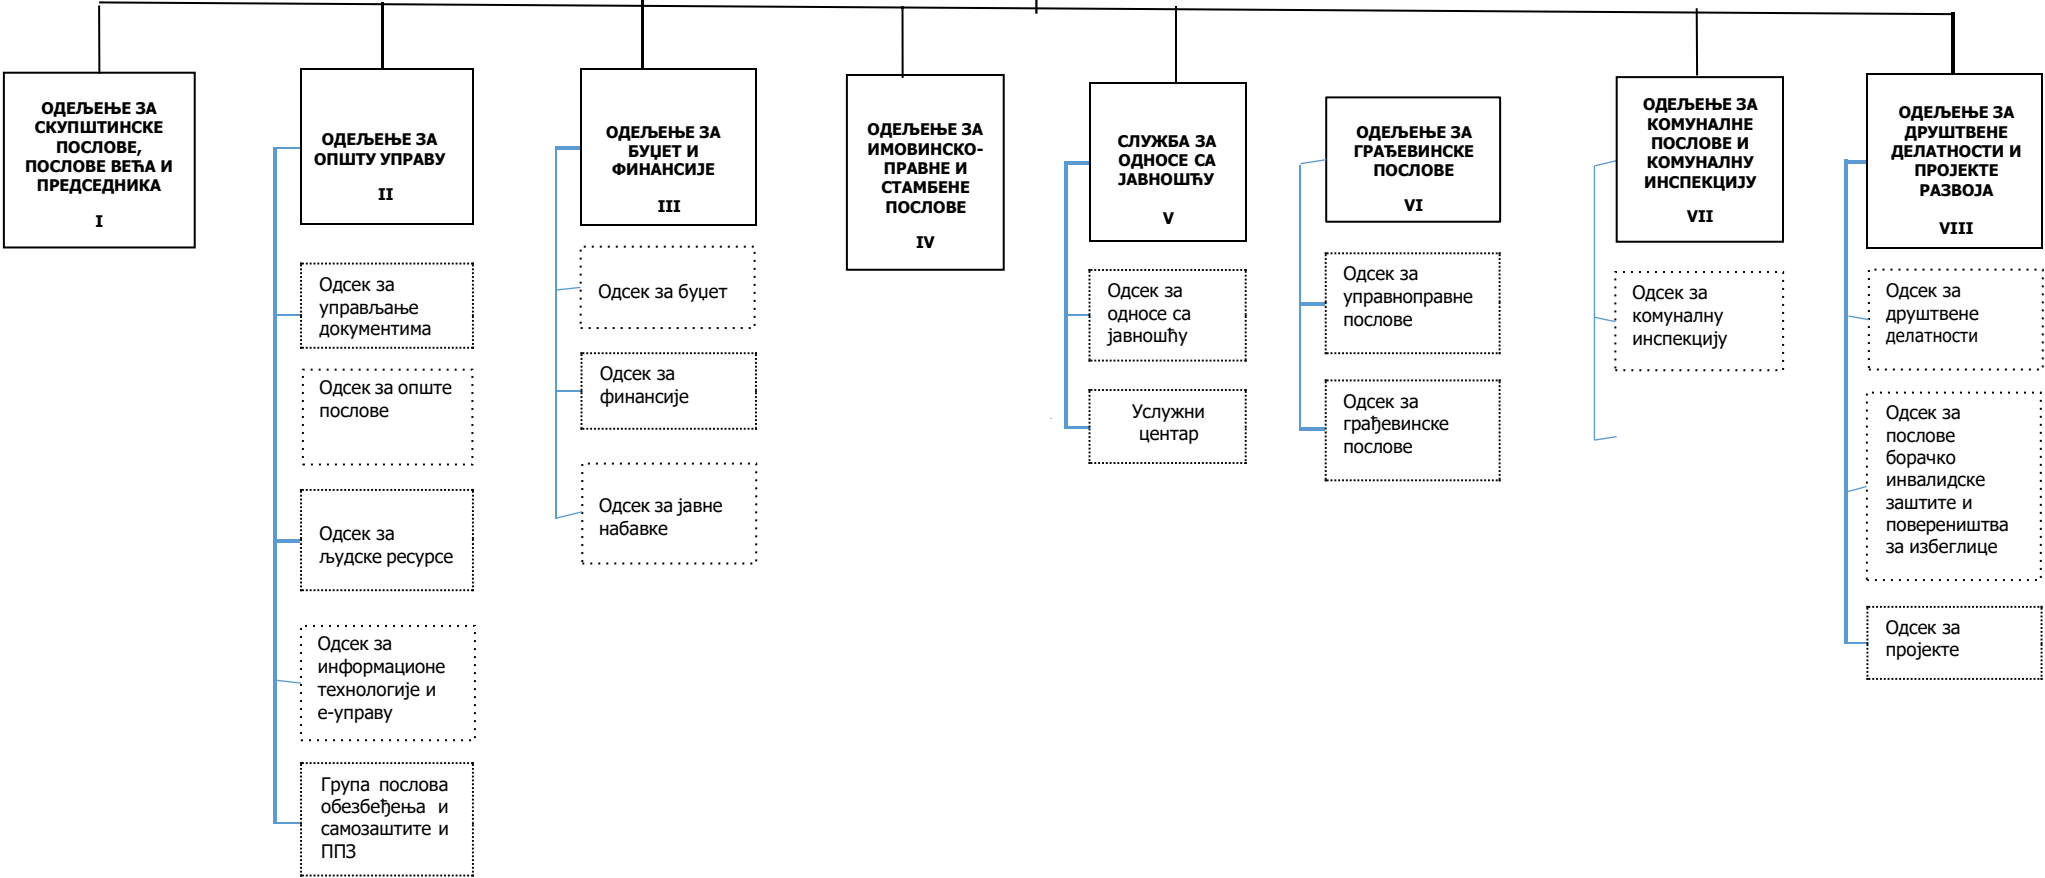 ОДЕЉЕЊЕ ЗА
СКУПШТИНСКЕ
ПОСЛОВЕ,
ПОСЛОВЕ ВЕЋА И
ПРЕДСЕДНИКА
I
ОДЕЉЕЊЕ ЗА
ОПШТУ УПРАВУ
II
Одсек за
управљање
документима
Одсек за опште
послове
Одсек за
људске ресурсе
Одсек за
информационе
технологије и
е-управу
Група послова
обезбеђења и
самозаштите и
ППЗ
ОДЕЉЕЊЕ ЗА
БУЏЕТ И
ФИНАНСИЈЕ
III
Одсек за буџет
Одсек за
финансије
Одсек за јавне
набавке
ОДЕЉЕЊЕ ЗА
ИМОВИНСКО-
ПРАВНЕ И
СТАМБЕНЕ
ПОСЛОВЕ
IV
СЛУЖБА ЗА
ОДНОСЕ СА
ЈАВНОШЋУ
V
Одсек за
односе са
јавношћу
Услужни
центар
ОДЕЉЕЊЕ ЗА
ГРАЂЕВИНСКЕ
ПОСЛОВЕ
VI
Одсек за
управноправне
послове
Одсек за
грађевинске
послове
ОДЕЉЕЊЕ ЗА
КОМУНАЛНЕ
ПОСЛОВЕ И
КОМУНАЛНУ
ИНСПЕКЦИЈУ
VII
Одсек за
комуналну
инспекцију
ОДЕЉЕЊЕ ЗА
ДРУШТВЕНЕ
ДЕЛАТНОСТИ И
ПРОЈЕКТЕ
РАЗВОЈА
VIII
Одсек за
друштвене
делатности
Одсек за
послове
борачко
инвалидске
заштите и
повереништва
за избеглице
Одсек за
пројекте